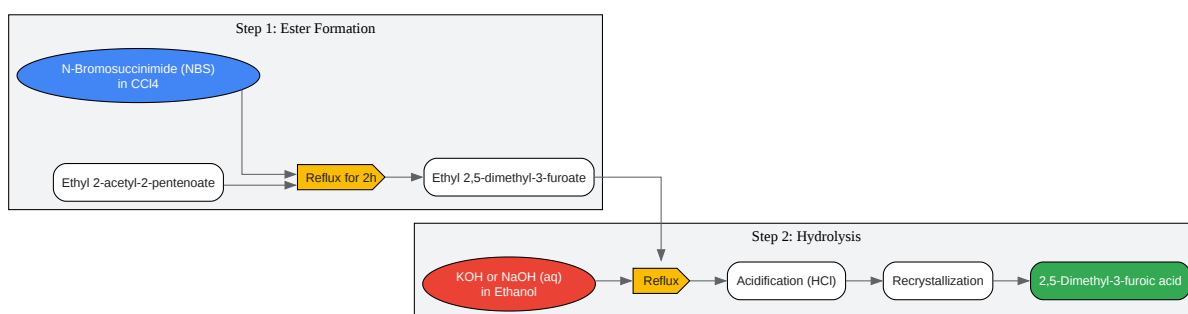 Step 1: Ester Formation
N-Bromosuccinimide (NBS)
in CCl4
Ethyl 2-acetyl-2-pentenoate
Reflux for 2h
Ethyl 2,5-dimethyl-3-furoate
Step 2: Hydrolysis
KOH or NaOH (aq)
in Ethanol
Reflux
Acidification (HCl)
Recrystallization
2,5-Dimethyl-3-furoic acid